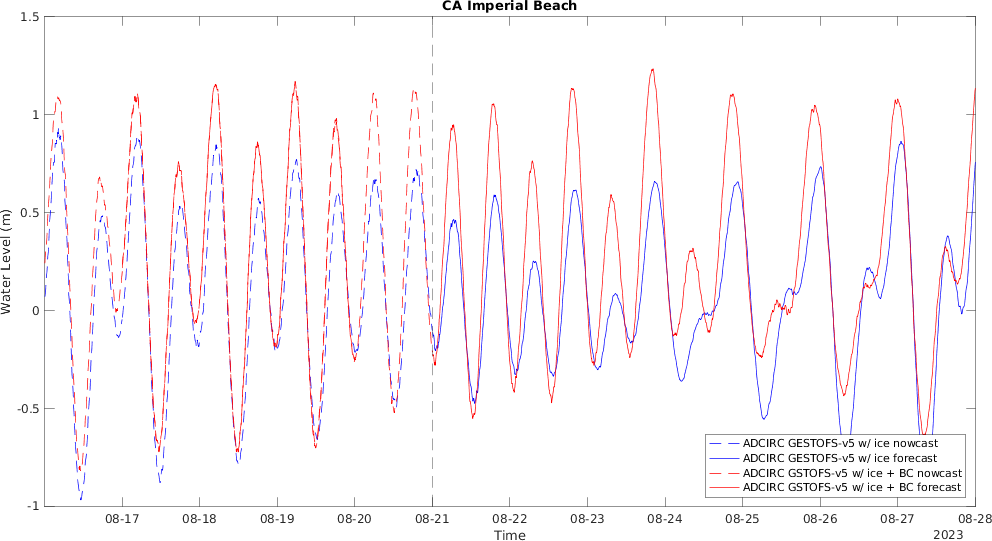 CA Imperial Beach
1.5
1
0.5
0
-0.5
-1
Water Level (m)
08-17 08-18 08-19 08-20 08-21 08-22 08-23 08-24 08-25 08-26 08-27 08-28
Time
2023
ADCIRC GESTOFS-v5 w/ ice nowcast
ADCIRC GESTOFS-v5 w/ ice forecast
ADCIRC GSTOFS-v5 w/ ice + BC nowcast
ADCIRC GSTOFS-v5 w/ ice + BC forecast